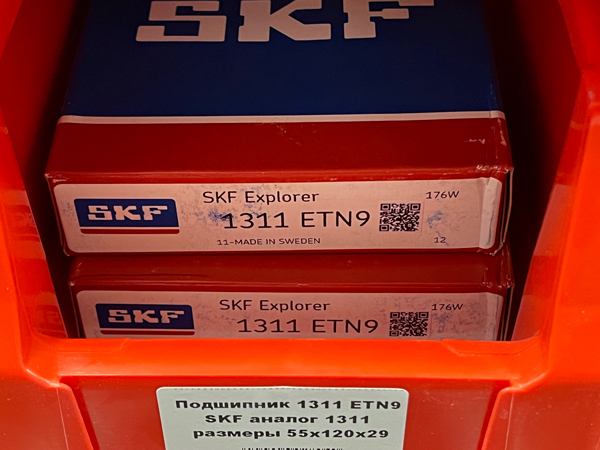 SKF
SKF
SKF Explorer
176W
1311 ETN9
11-MADE IN SWEDEN
12
SKF
SKF Explorer
176W
1311 ETN9
Подшипник 1311 ETN9
SKF аналог 1311
размеры 55x120x29